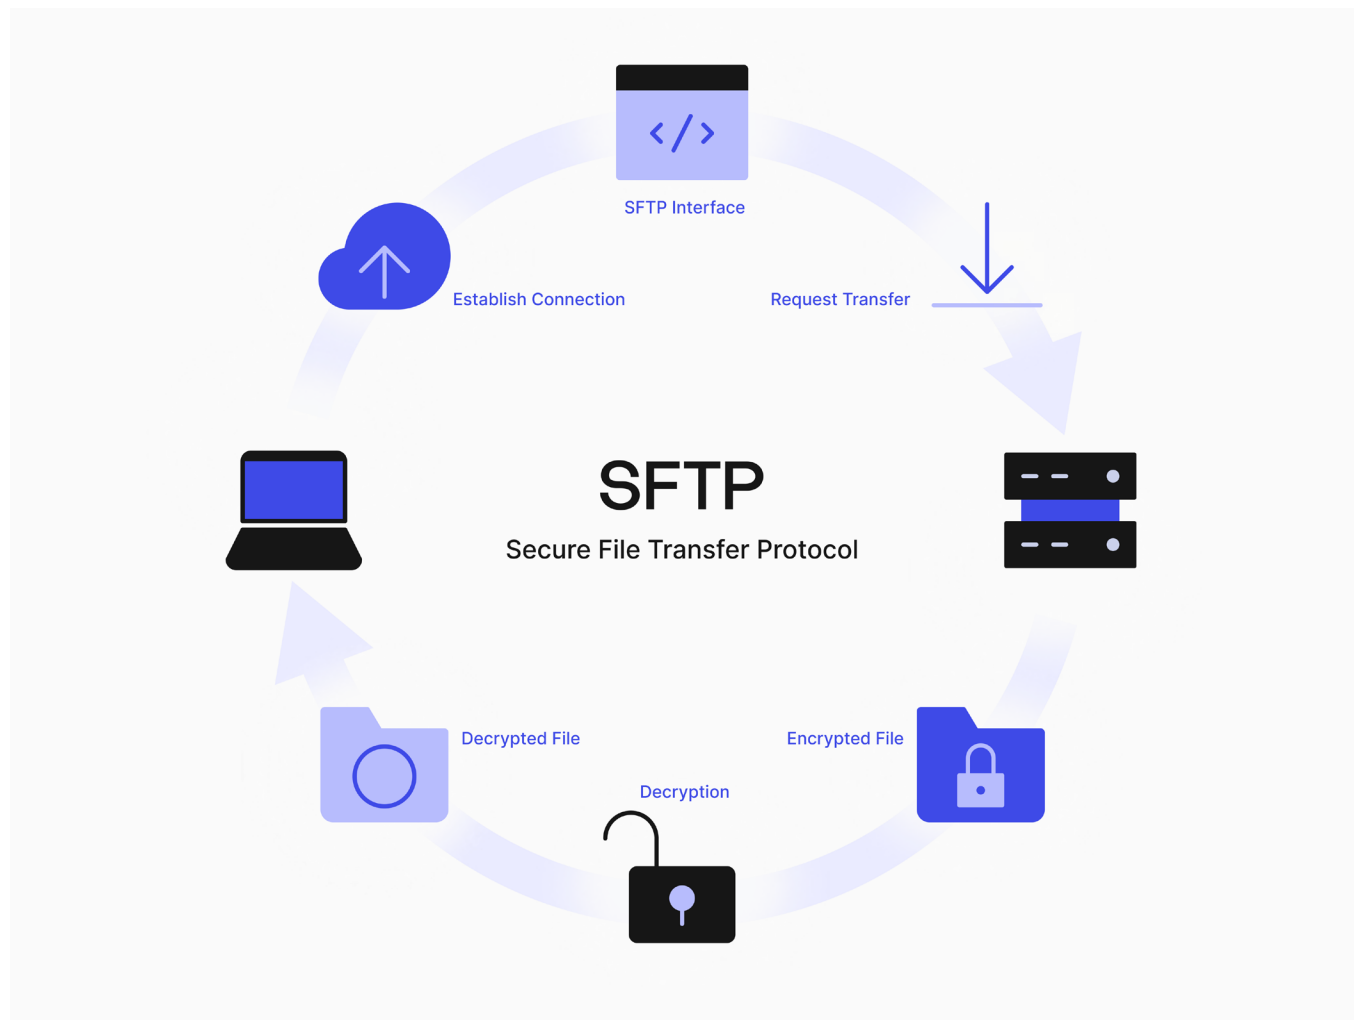 SFTP Interface
Establish Connection
Request Transfer
SFTP
Secure File Transfer Protocol
Decrypted File
Encrypted File
Decryption